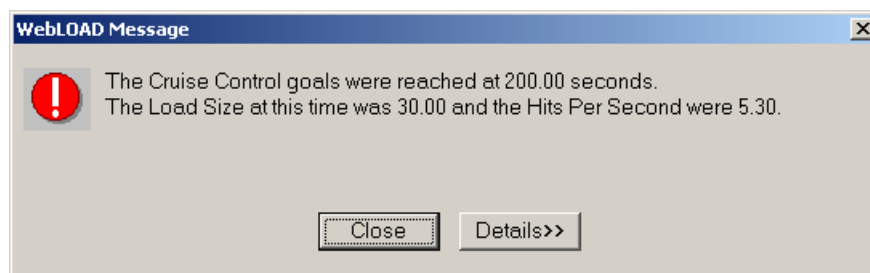 WebLOAD Message
The Cruise Control goals were reached at 200.00 seconds.
The Load Size at this time was 30.00 and the Hits Per Second were 5.30.
Close
Details>>